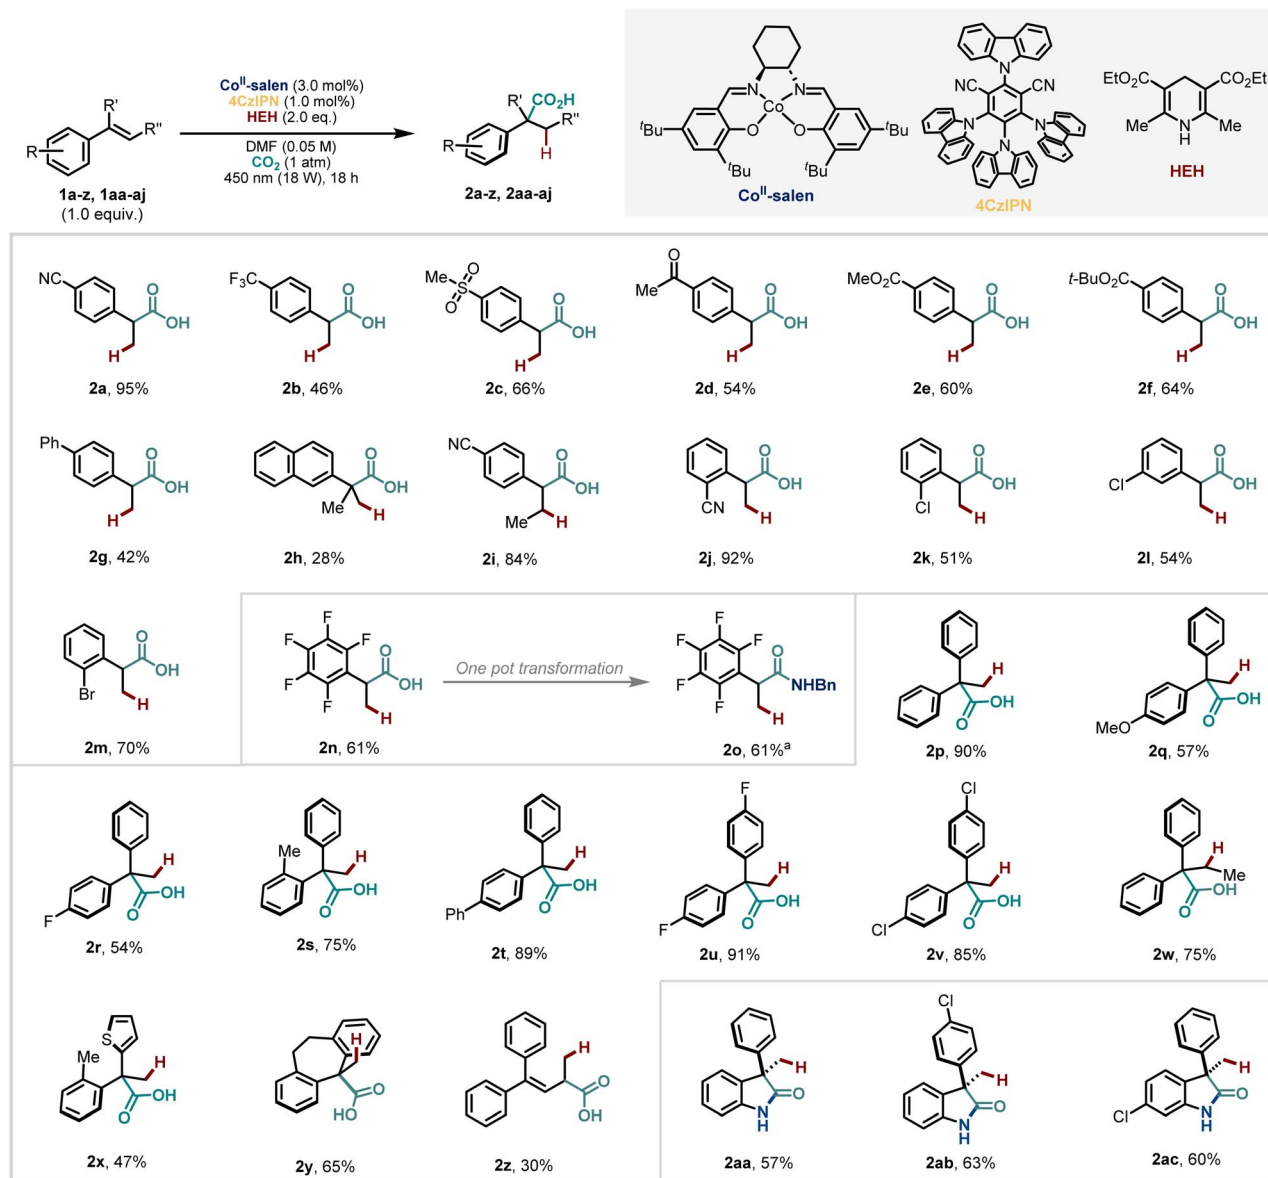 Coᴵᴵ-salen (3.0 mol%)
4CzIPN (1.0 mol%)
HEH (2.0 eq.)
DMF (0.05 M)
CO₂ (1 atm)
450 nm (18 W), 18 h
R
R'
R"
1a-z, 1aa-aj
(1.0 equiv.)
R
R'
CO₂H
R"
H
2a-z, 2aa-aj
N
N
Co
O
O
ᵗBu
ᵗBu
ᵗBu
ᵗBu
Coᴵᴵ-salen
N
NC
CN
N
N
N
4CzIPN
EtO₂C
CO₂Et
Me
N
H
Me
HEH
NC
O
OH
H
2a, 95%
F₃C
O
OH
H
2b, 46%
Me
O
S
O
O
OH
H
2c, 66%
O
Me
O
OH
H
2d, 54%
MeO₂C
O
OH
H
2e, 60%
t-BuO₂C
O
OH
H
2f, 64%
Ph
O
OH
H
2g, 42%
O
OH
Me
H
2h, 28%
NC
O
OH
Me
H
2i, 84%
O
OH
CN
H
2j, 92%
O
OH
Cl
H
2k, 51%
Cl
O
OH
H
2l, 54%
O
OH
Br
H
2m, 70%
F
F
F
F
F
O
OH
H
2n, 61%
One pot transformation
F
F
F
F
F
O
NHBn
H
2o, 61%ᵃ
H
OH
O
2p, 90%
H
OH
O
MeO
2q, 57%
H
OH
O
F
2r, 54%
Me
H
OH
O
2s, 75%
H
OH
O
Ph
2t, 89%
F
H
OH
O
F
2u, 91%
Cl
H
OH
O
Cl
2v, 85%
H
Me
OH
O
2w, 75%
S
Me
H
OH
O
2x, 47%
H
O
HO
2y, 65%
H
O
OH
2z, 30%
H
O
N
H
2aa, 57%
Cl
H
O
N
H
2ab, 63%
H
O
Cl
N
H
2ac, 60%